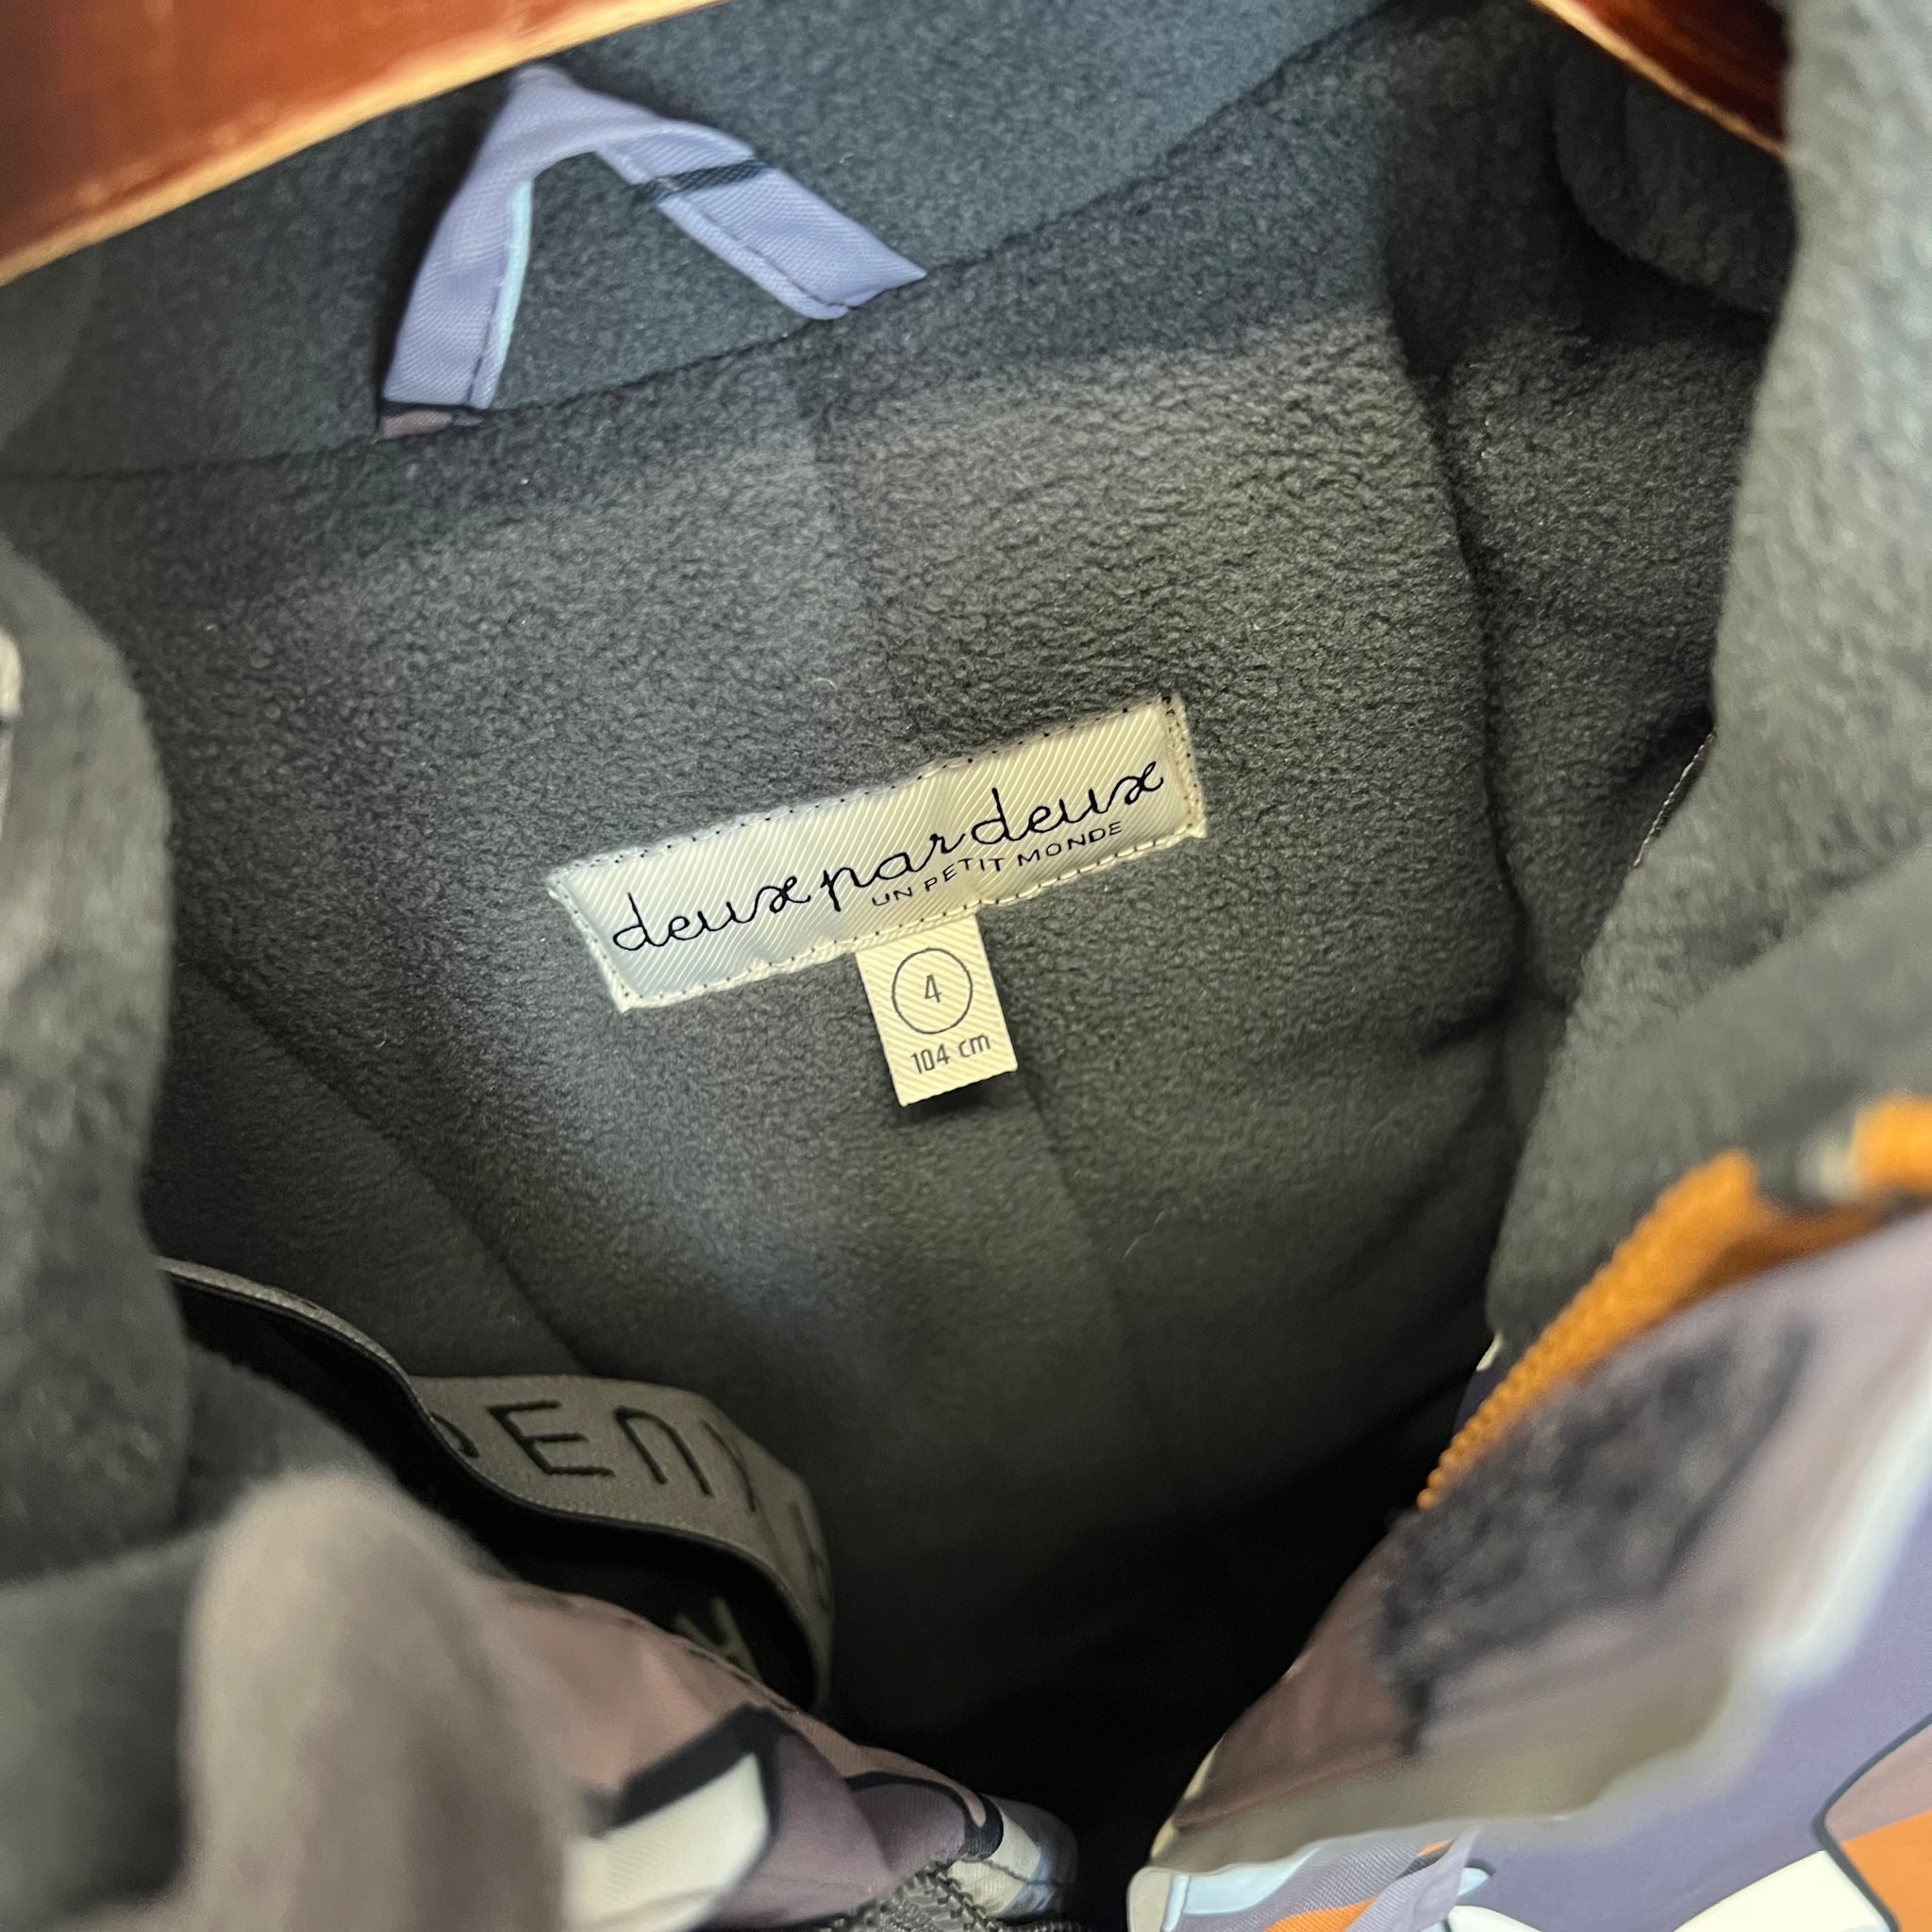 deux par deux
UN PETIT MONDE
4
104 cm